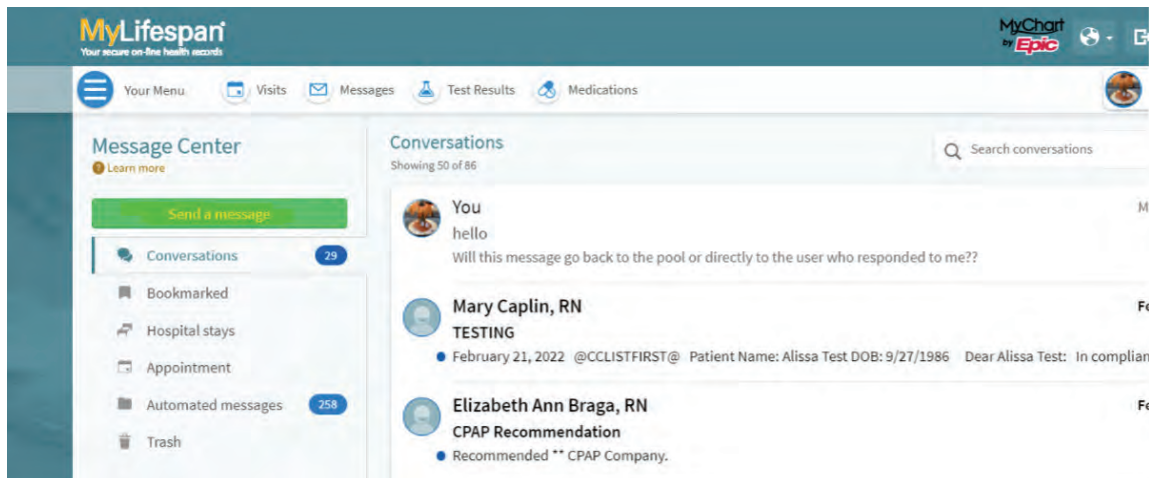 MyLifespan
Your secure on-line health records
MyChart
by Epic
Your Menu Visits Messages Test Results Medications
Message Center
Learn more
Send a message
Conversations 29
Bookmarked
Hospital stays
Appointment
Automated messages 258
Trash
Conversations
Showing 50 of 86
Search conversations
You
hello
Will this message go back to the pool or directly to the user who responded to me??
Mary Caplin, RN
TESTING
February 21, 2022 @CCLISTFIRST@ Patient Name: Alissa Test DOB: 9/27/1986 Dear Alissa Test: In complian
Elizabeth Ann Braga, RN
CPAP Recommendation
Recommended ** CPAP Company.